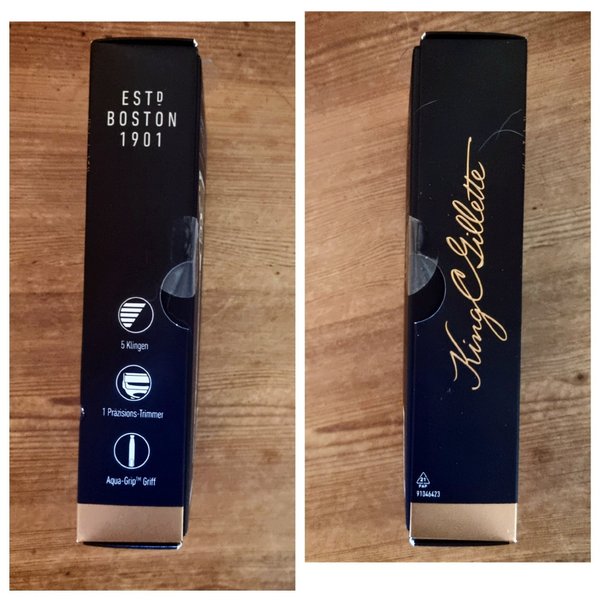 ESTD
BOSTON
1901
5 Klingen
1 Präzisions-Trimmer
Aqua-Grip™ Griff
King C Gillette
21
PAP
91046423